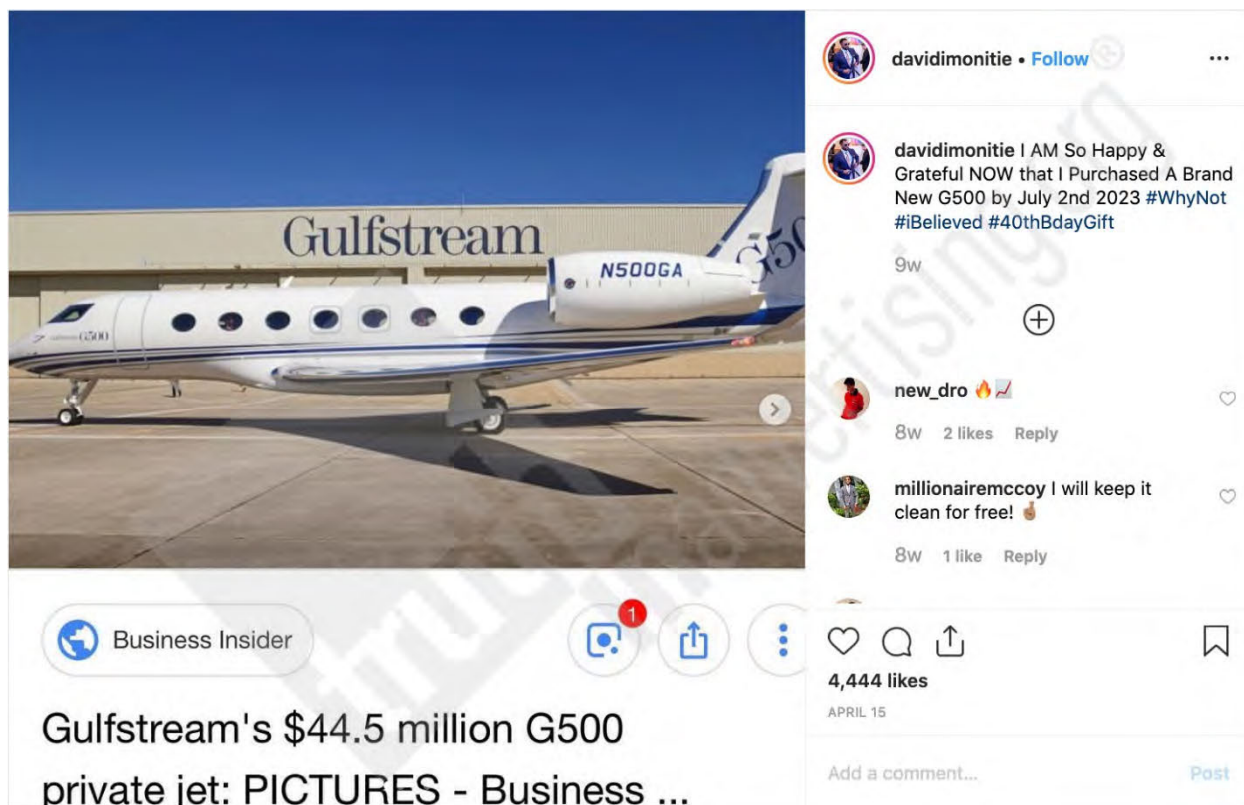 Gulfstream
N500GA
G500
davidimonitie • Follow
davidimonitie I AM So Happy &
Grateful NOW that I Purchased A Brand
New G500 by July 2nd 2023 #WhyNot
#iBelieved #40thBdayGift
9w
new_dro 🔥📈
8w 2 likes Reply
millionairemccoy I will keep it
clean for free! 🤞🏽
8w 1 like Reply
4,444 likes
APRIL 15
Add a comment... Post
1
Business Insider
Gulfstream's $44.5 million G500
private jet: PICTURES - Business ...